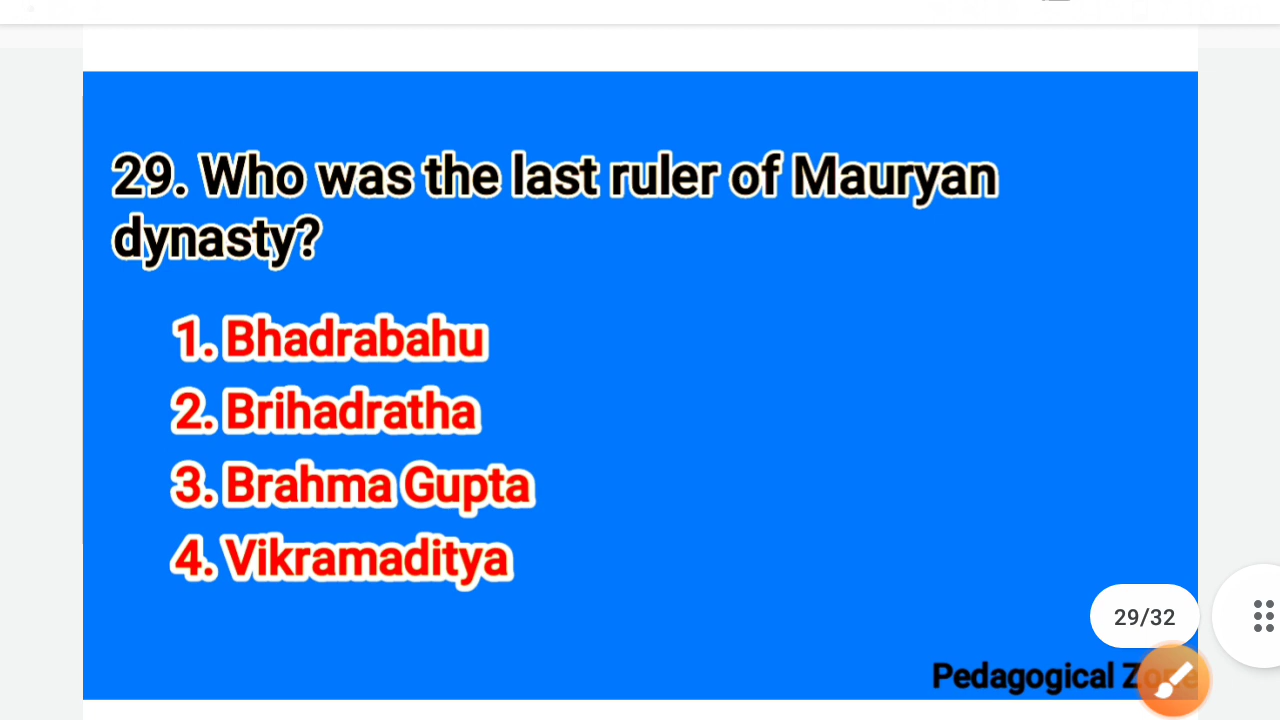 29. Who was the last ruler of Mauryan
dynasty?
1. Bhadrabahu
2. Brihadratha
3. Brahma Gupta
4. Vikramaditya
29/32
Pedagogical